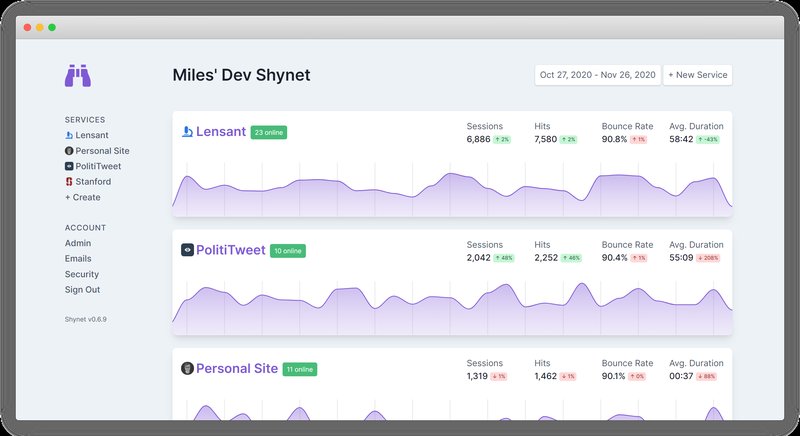 Miles' Dev Shynet
Oct 27, 2020 - Nov 26, 2020
+ New Service
SERVICES
Lensant
Personal Site
PolitiTweet
Stanford
+ Create
ACCOUNT
Admin
Emails
Security
Sign Out
Shynet v0.6.9
Lensant 23 online
Sessions Hits Bounce Rate Avg. Duration
6,886 ↑ 2% 7,580 ↑ 2% 90.8% ↑ 1% 58:42 ↑ -43%
PolitiTweet 10 online
Sessions Hits Bounce Rate Avg. Duration
2,042 ↑ 48% 2,252 ↑ 46% 90.4% ↑ 1% 55:09 ↓ 208%
Personal Site 11 online
Sessions Hits Bounce Rate Avg. Duration
1,319 ↓ 1% 1,462 ↓ 1% 90.1% ↑ 0% 00:37 ↓ 88%